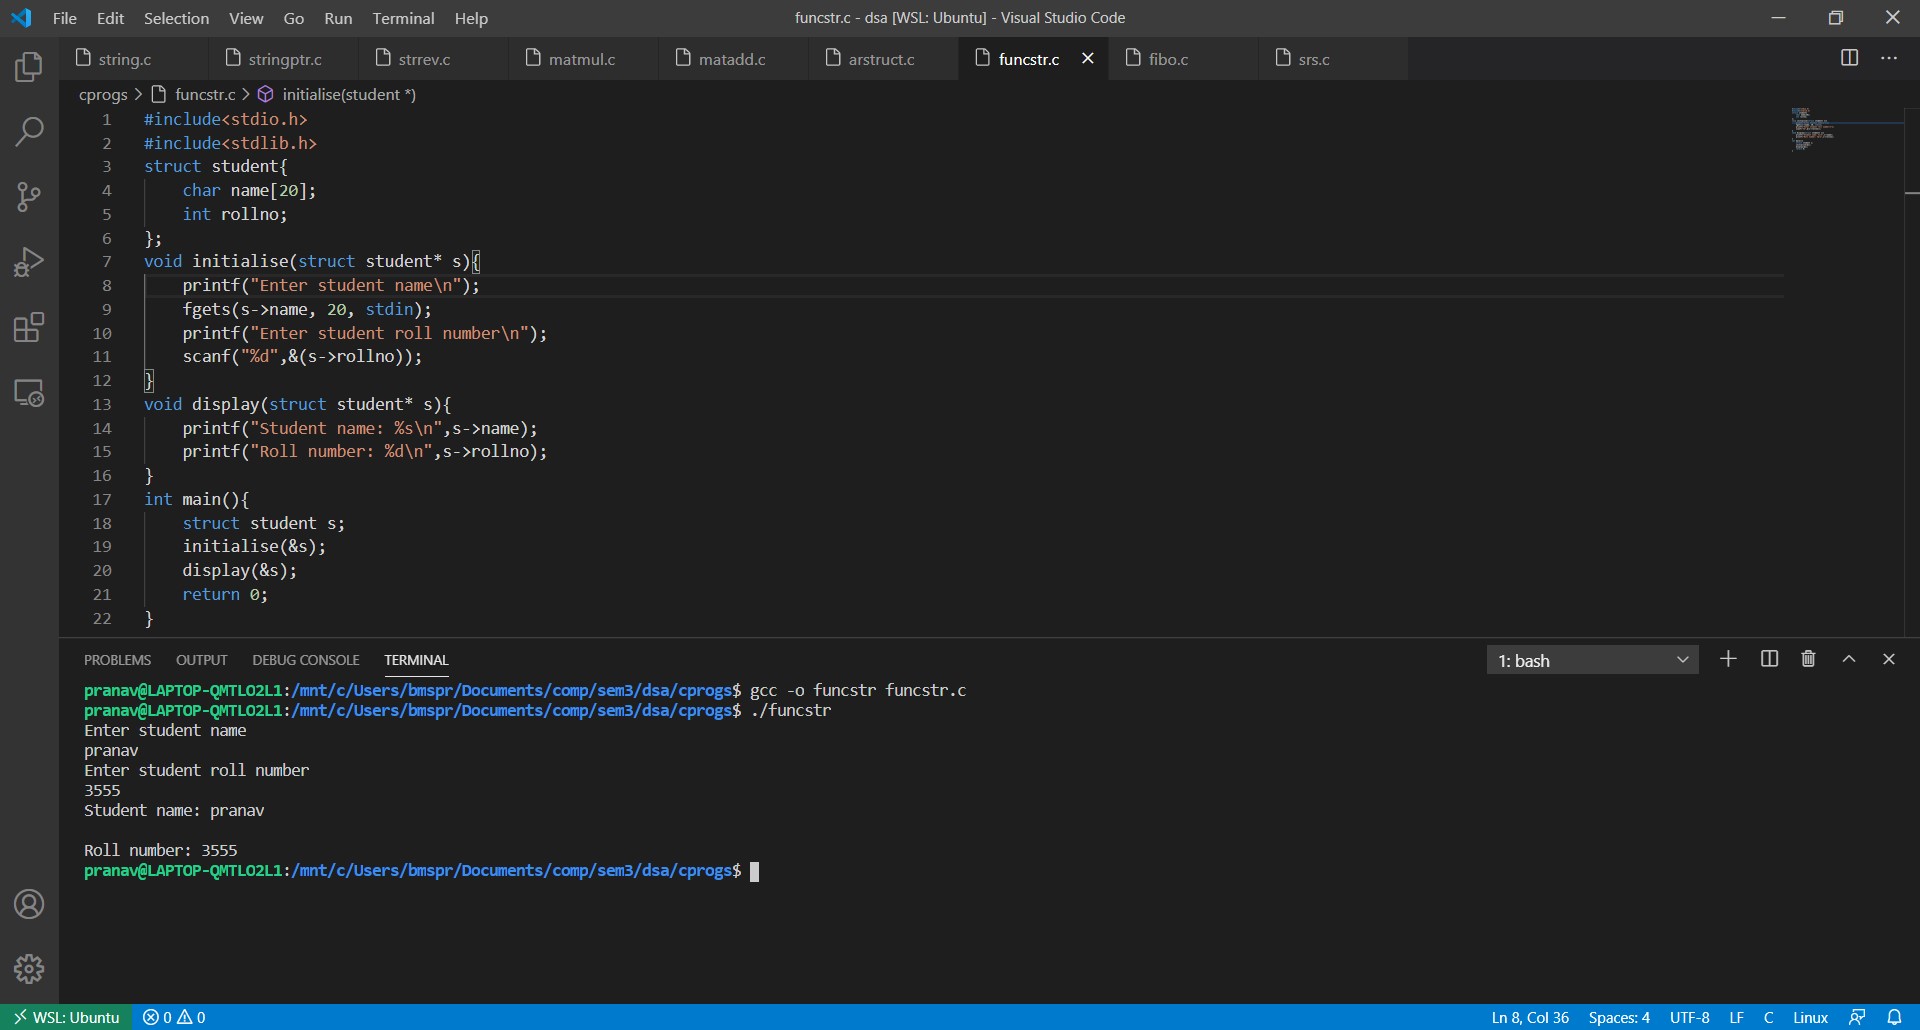 File Edit Selection View Go Run Terminal Help
funcstr.c - dsa [WSL: Ubuntu] - Visual Studio Code
string.c stringptr.c strrev.c matmul.c matadd.c arstruct.c funcstr.c fibo.c srs.c
cprogs > funcstr.c > initialise(student *)
1 #include<stdio.h>
2 #include<stdlib.h>
3 struct student{
4     char name[20];
5     int rollno;
6 };
7 void initialise(struct student* s){
8     printf("Enter student name\n");
9     fgets(s->name, 20, stdin);
10     printf("Enter student roll number\n");
11     scanf("%d",&(s->rollno));
12 }
13 void display(struct student* s){
14     printf("Student name: %s\n",s->name);
15     printf("Roll number: %d\n",s->rollno);
16 }
17 int main(){
18     struct student s;
19     initialise(&s);
20     display(&s);
21     return 0;
22 }
PROBLEMS OUTPUT DEBUG CONSOLE TERMINAL 1: bash
pranav@LAPTOP-QMTLO2L1:/mnt/c/Users/bmspr/Documents/comp/sem3/dsa/cprogs$ gcc -o funcstr funcstr.c
pranav@LAPTOP-QMTLO2L1:/mnt/c/Users/bmspr/Documents/comp/sem3/dsa/cprogs$ ./funcstr
Enter student name
pranav
Enter student roll number
3555
Student name: pranav
Roll number: 3555
pranav@LAPTOP-QMTLO2L1:/mnt/c/Users/bmspr/Documents/comp/sem3/dsa/cprogs$
WSL: Ubuntu 0 0 Ln 8, Col 36 Spaces: 4 UTF-8 LF C Linux